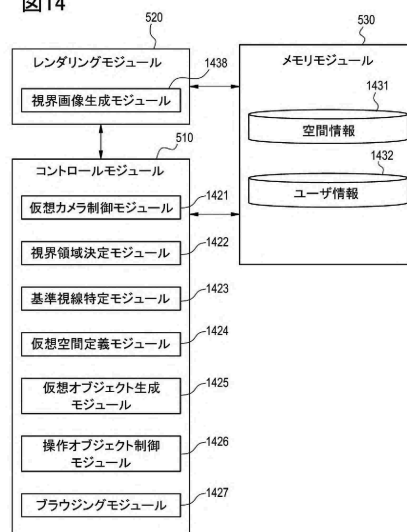 図14
520
レンダリングモジュール
1438
視界画像生成モジュール
530
メモリモジュール
1431
空間情報
1432
ユーザ情報
510
コントロールモジュール
仮想カメラ制御モジュール
1421
視界領域決定モジュール
1422
基準視線特定モジュール
1423
仮想空間定義モジュール
1424
仮想オブジェクト生成
モジュール
1425
操作オブジェクト制御
モジュール
1426
ブラウジングモジュール
1427